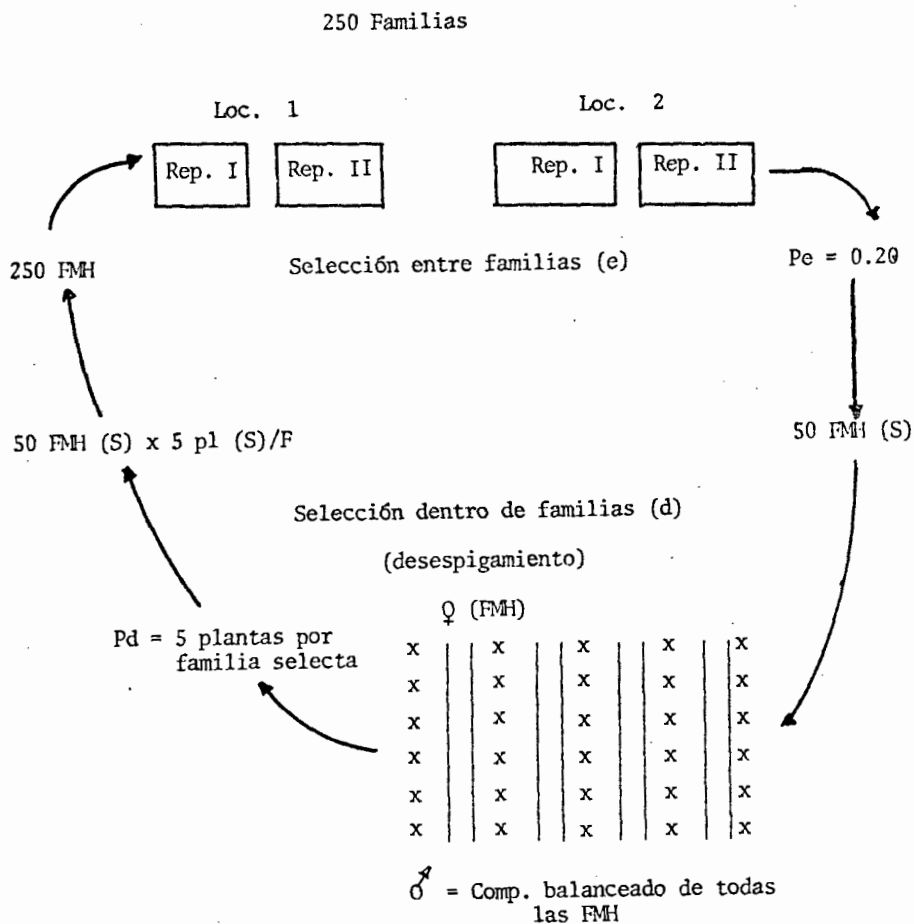 250 Familias
Loc. 1
Loc. 2
Rep. I
Rep. II
Rep. I
Rep. II
250 FMH
Selección entre familias (e)
Pe = 0.20
50 FMH (S) x 5 pl (S)/F
50 FMH (S)
Selección dentro de familias (d)
(desespigamiento)
♀ (FMH)
Pd = 5 plantas por
familia selecta
x x x x x
x x x x x
x x x x x
x x x x x
x x x x x
x x x x x
♂ = Comp. balanceado de todas
las FMH